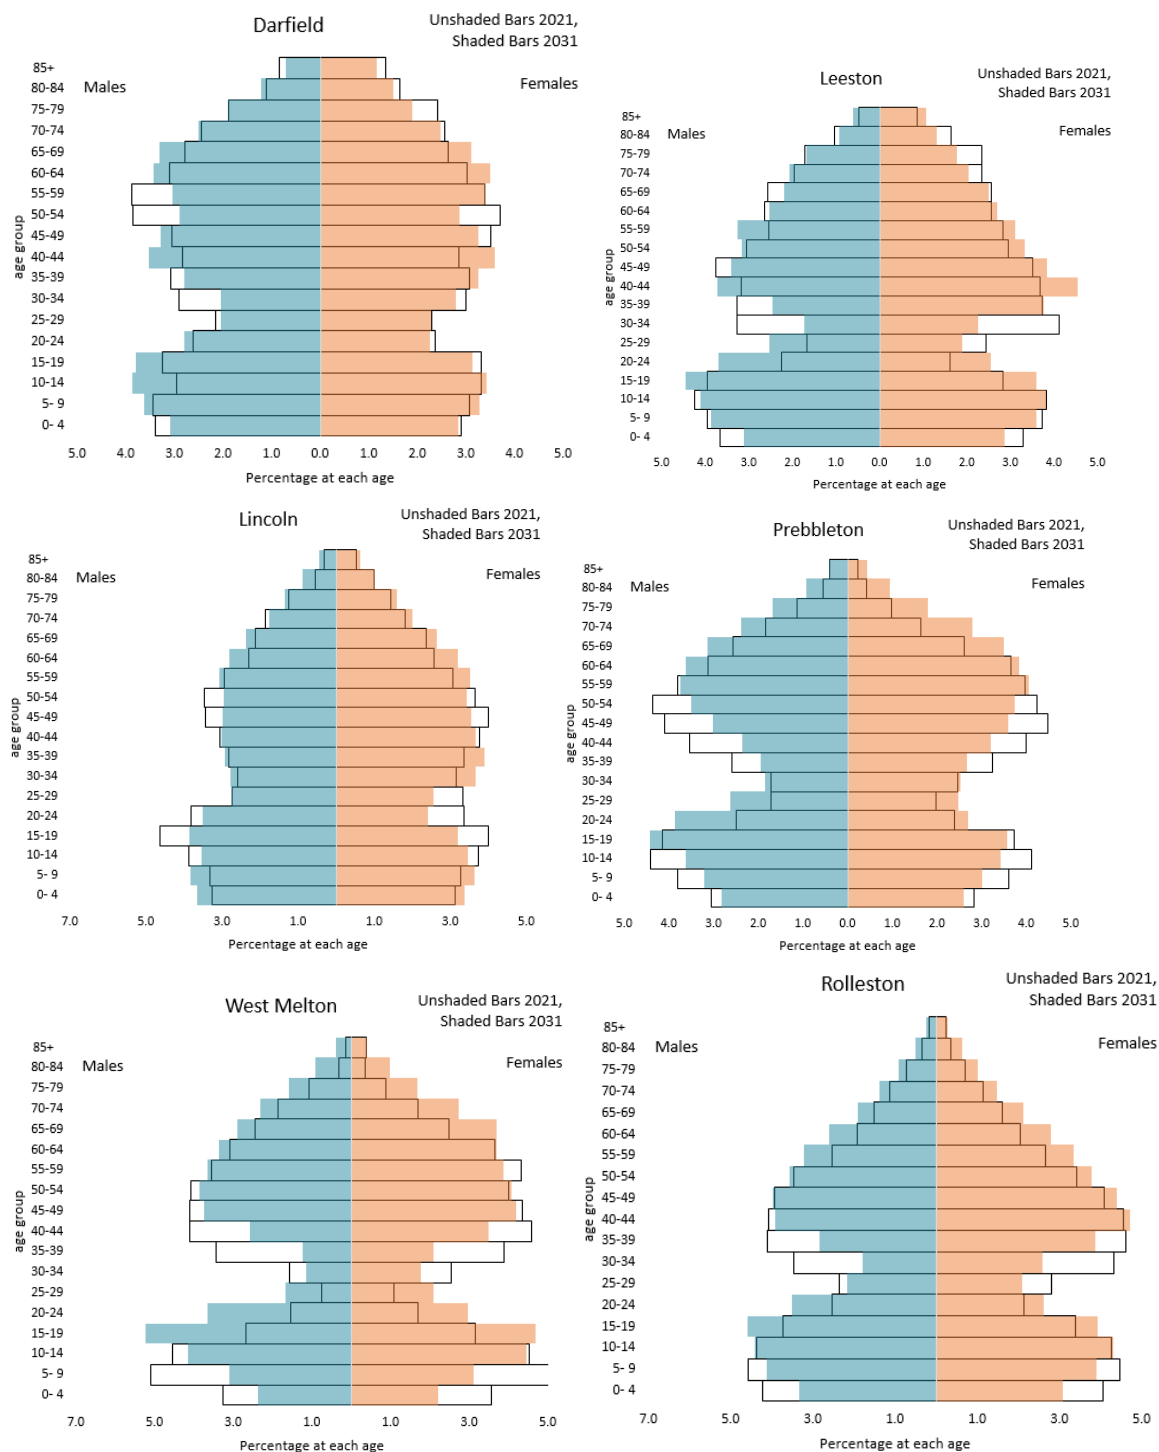 Darfield
Unshaded Bars 2021,
Shaded Bars 2031
Males
Females
85+
80-84
75-79
70-74
65-69
60-64
55-59
50-54
45-49
40-44
35-39
30-34
25-29
20-24
15-19
10-14
5- 9
0- 4
age group
5.0 4.0 3.0 2.0 1.0 0.0 1.0 2.0 3.0 4.0 5.0
Percentage at each age
Leeston
Unshaded Bars 2021,
Shaded Bars 2031
Males
Females
85+
80-84
75-79
70-74
65-69
60-64
55-59
50-54
45-49
40-44
35-39
30-34
25-29
20-24
15-19
10-14
5- 9
0- 4
age group
5.0 4.0 3.0 2.0 1.0 0.0 1.0 2.0 3.0 4.0 5.0
Percentage at each age
Lincoln
Unshaded Bars 2021,
Shaded Bars 2031
Males
Females
85+
80-84
75-79
70-74
65-69
60-64
55-59
50-54
45-49
40-44
35-39
30-34
25-29
20-24
15-19
10-14
5- 9
0- 4
age group
7.0 5.0 3.0 1.0 1.0 3.0 5.0
Percentage at each age
Prebbleton
Unshaded Bars 2021,
Shaded Bars 2031
Males
Females
85+
80-84
75-79
70-74
65-69
60-64
55-59
50-54
45-49
40-44
35-39
30-34
25-29
20-24
15-19
10-14
5- 9
0- 4
age group
5.0 4.0 3.0 2.0 1.0 0.0 1.0 2.0 3.0 4.0 5.0
Percentage at each age
West Melton
Unshaded Bars 2021,
Shaded Bars 2031
Males
Females
85+
80-84
75-79
70-74
65-69
60-64
55-59
50-54
45-49
40-44
35-39
30-34
25-29
20-24
15-19
10-14
5- 9
0- 4
age group
7.0 5.0 3.0 1.0 1.0 3.0 5.0
Percentage at each age
Rolleston
Unshaded Bars 2021,
Shaded Bars 2031
Males
Females
85+
80-84
75-79
70-74
65-69
60-64
55-59
50-54
45-49
40-44
35-39
30-34
25-29
20-24
15-19
10-14
5- 9
0- 4
age group
7.0 5.0 3.0 1.0 1.0 3.0 5.0
Percentage at each age